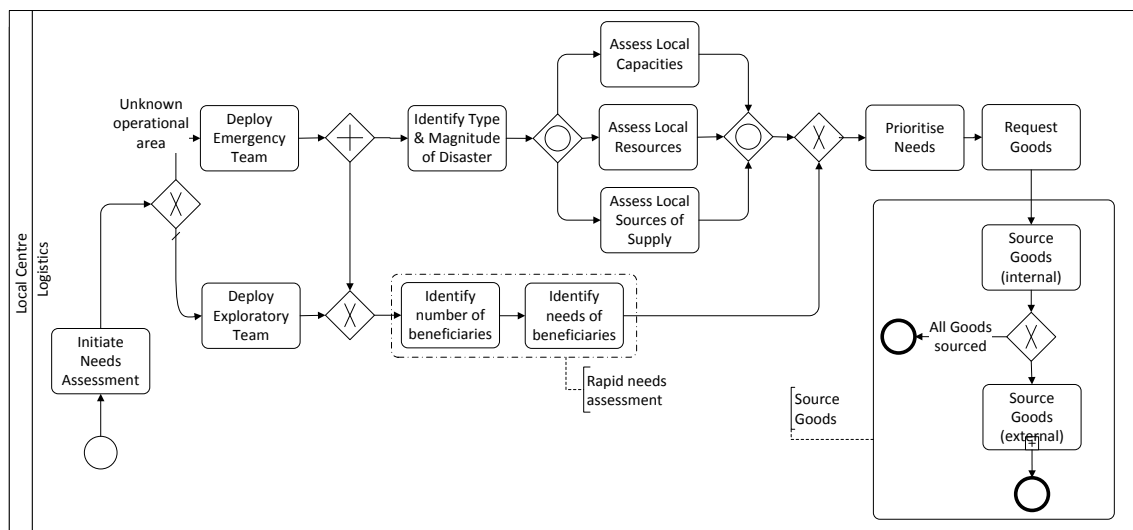 Local Centre
Logistics
Unknown
operational
area
Deploy
Emergency
Team
Identify Type
& Magnitude
of Disaster
Assess Local
Capacities
Assess Local
Resources
Assess Local
Sources of
Supply
Prioritise
Needs
Request
Goods
Initiate
Needs
Assessment
Deploy
Exploratory
Team
Identify
number of
beneficiaries
Identify
needs of
beneficiaries
Rapid needs
assessment
Source
Goods
(internal)
All Goods
sourced
Source
Goods
Source
Goods
(external)